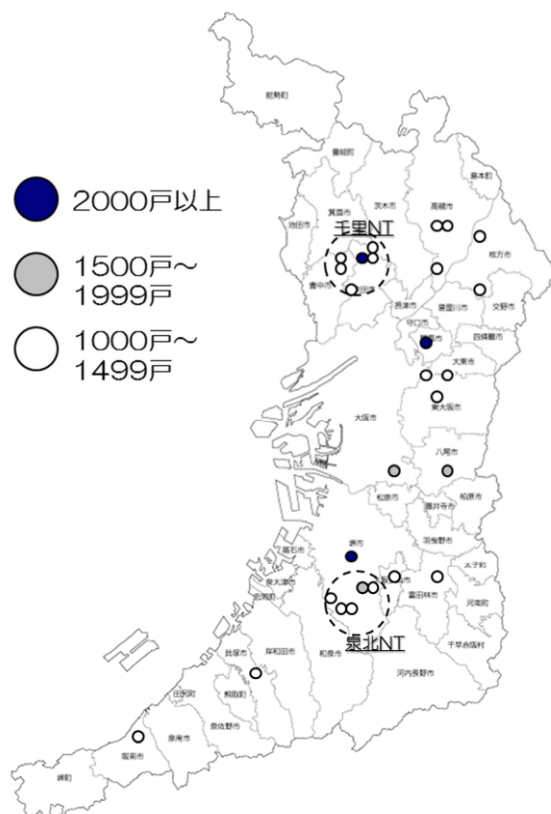 2000戸以上
1500戸～
1999戸
1000戸～
1499戸
能勢町
豊能町
島本町
茨木市
高槻市
池田市
箕面市
毛里NT
枚方市
豊中市
摂津市
寝屋川市
交野市
守口市
四條畷市
大東市
大阪市
東大阪市
八尾市
松原市
藤井寺市
柏原市
羽曳野市
堺市
高石市
太子町
泉大津市
忠岡町
富田林市
河南町
泉北NT
千早赤阪村
和泉市
岸和田市
貝塚市
河内長野市
熊取町
田尻町
泉佐野市
泉南市
阪南市
岬町